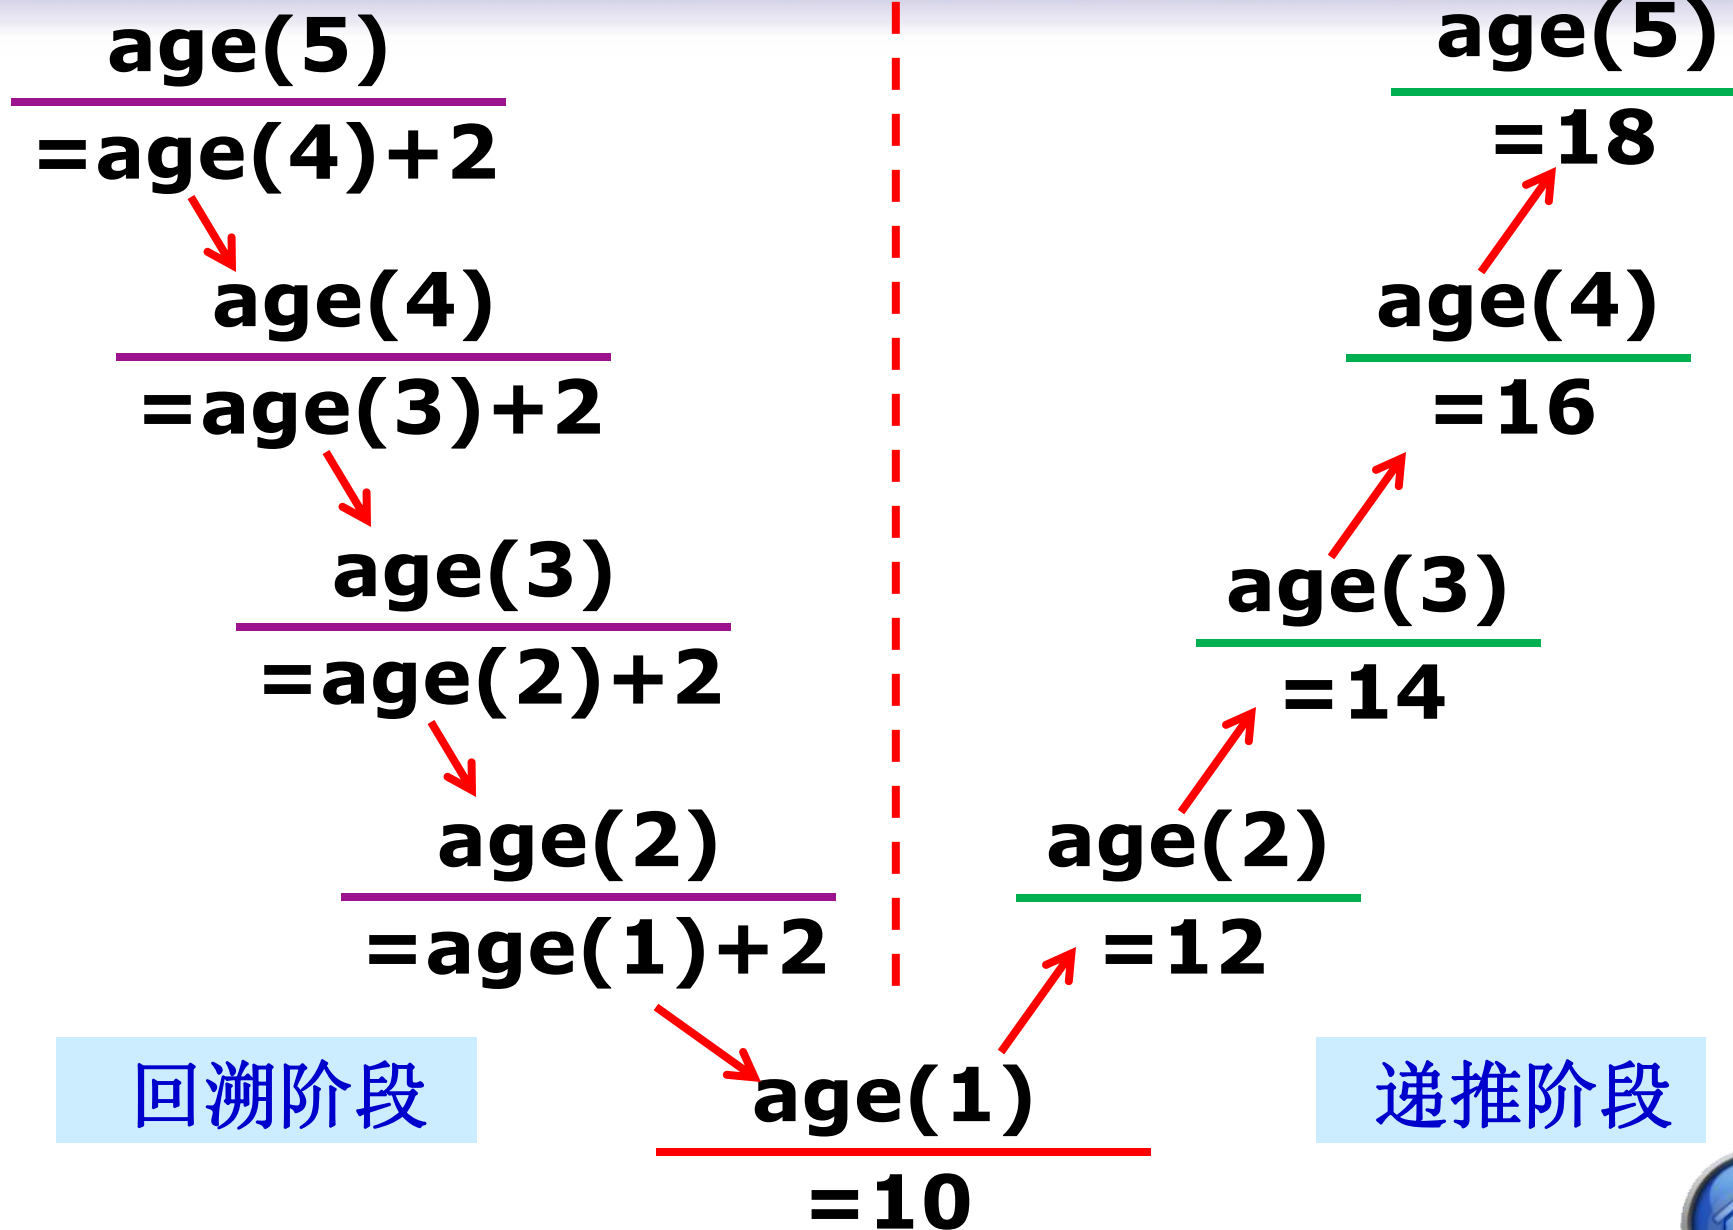 age(5)
=age(4)+2
age(4)
=age(3)+2
age(3)
=age(2)+2
age(2)
=age(1)+2
age(1)
=10
age(2)
=12
age(3)
=14
age(4)
=16
age(5)
=18
回溯阶段
递推阶段